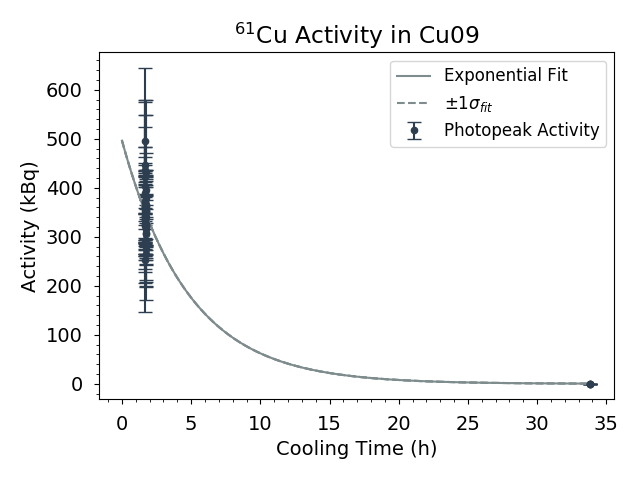 ⁶¹Cu Activity in Cu09
Exponential Fit
±1σ_fit
Photopeak Activity
Activity (kBq)
600
500
400
300
200
100
0
0 5 10 15 20 25 30 35
Cooling Time (h)